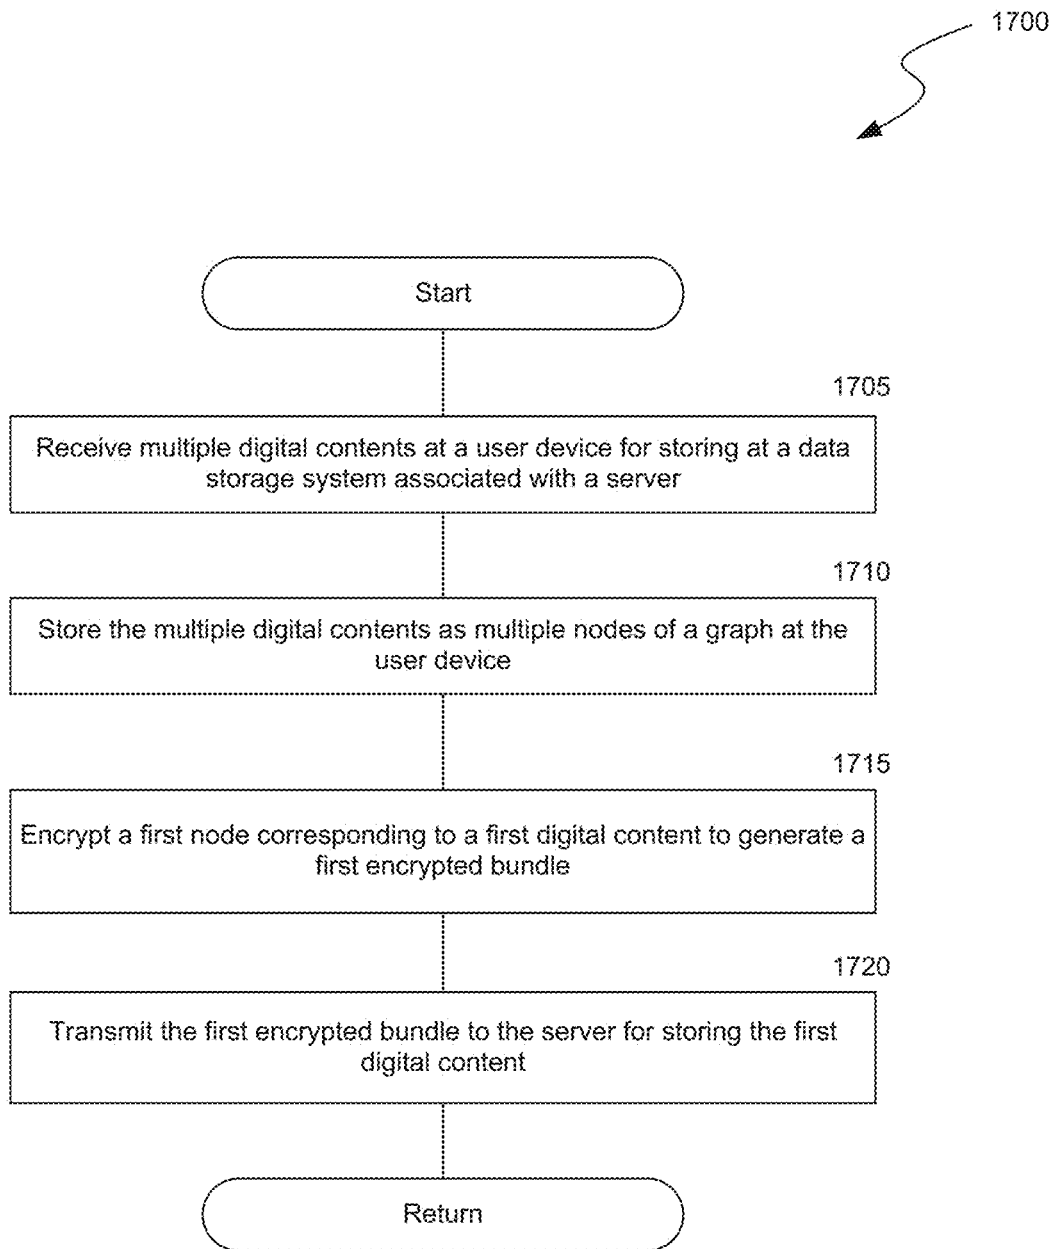 1700
Start
1705
Receive multiple digital contents at a user device for storing at a data
storage system associated with a server
1710
Store the multiple digital contents as multiple nodes of a graph at the
user device
1715
Encrypt a first node corresponding to a first digital content to generate a
first encrypted bundle
1720
Transmit the first encrypted bundle to the server for storing the first
digital content
Return